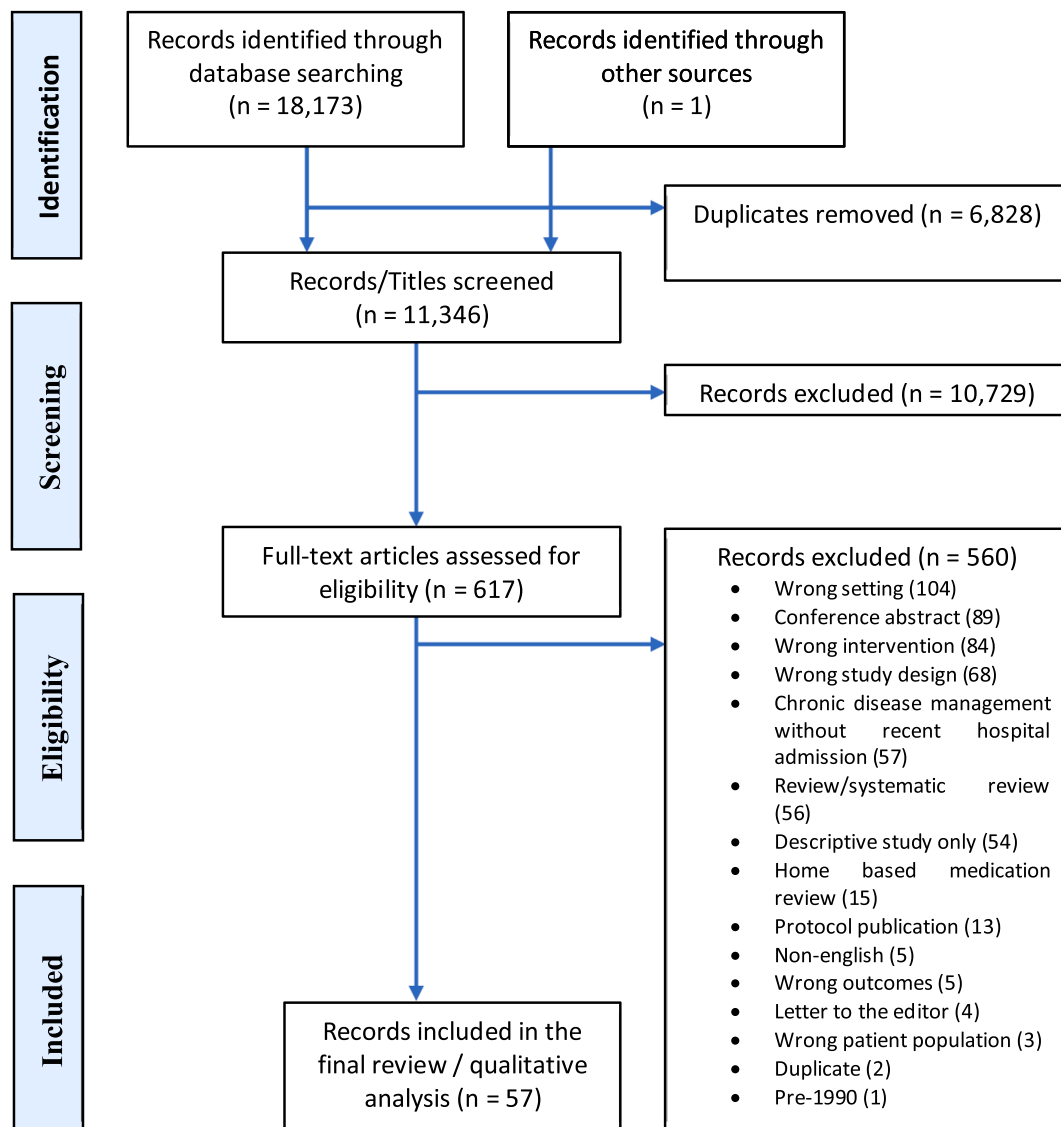 Identification
Records identified through
database searching
(n = 18,173)
Records identified through
other sources
(n = 1)
Duplicates removed (n = 6,828)
Records/Titles screened
(n = 11,346)
Screening
Records excluded (n = 10,729)
Full-text articles assessed for
eligibility (n = 617)
Eligibility
Records excluded (n = 560)
• Wrong setting (104)
• Conference abstract (89)
• Wrong intervention (84)
• Wrong study design (68)
• Chronic disease management
without recent hospital
admission (57)
• Review/systematic review
(56)
• Descriptive study only (54)
• Home based medication
review (15)
• Protocol publication (13)
• Non-english (5)
• Wrong outcomes (5)
• Letter to the editor (4)
• Wrong patient population (3)
• Duplicate (2)
• Pre-1990 (1)
Included
Records included in the
final review / qualitative
analysis (n = 57)